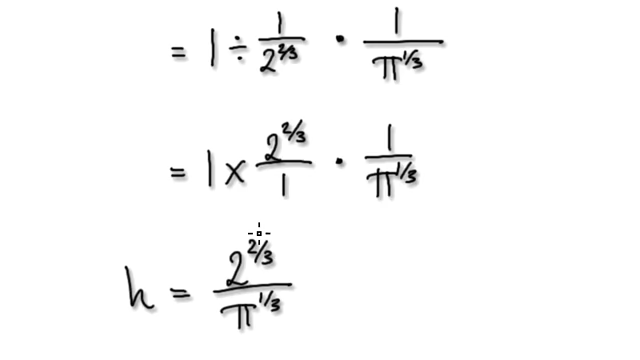 = 1 ÷ 1/2^(2/3) · 1/π^(1/3)
= 1 × 2^(2/3)/1 · 1/π^(1/3)
h = 2^(2/3)/π^(1/3)